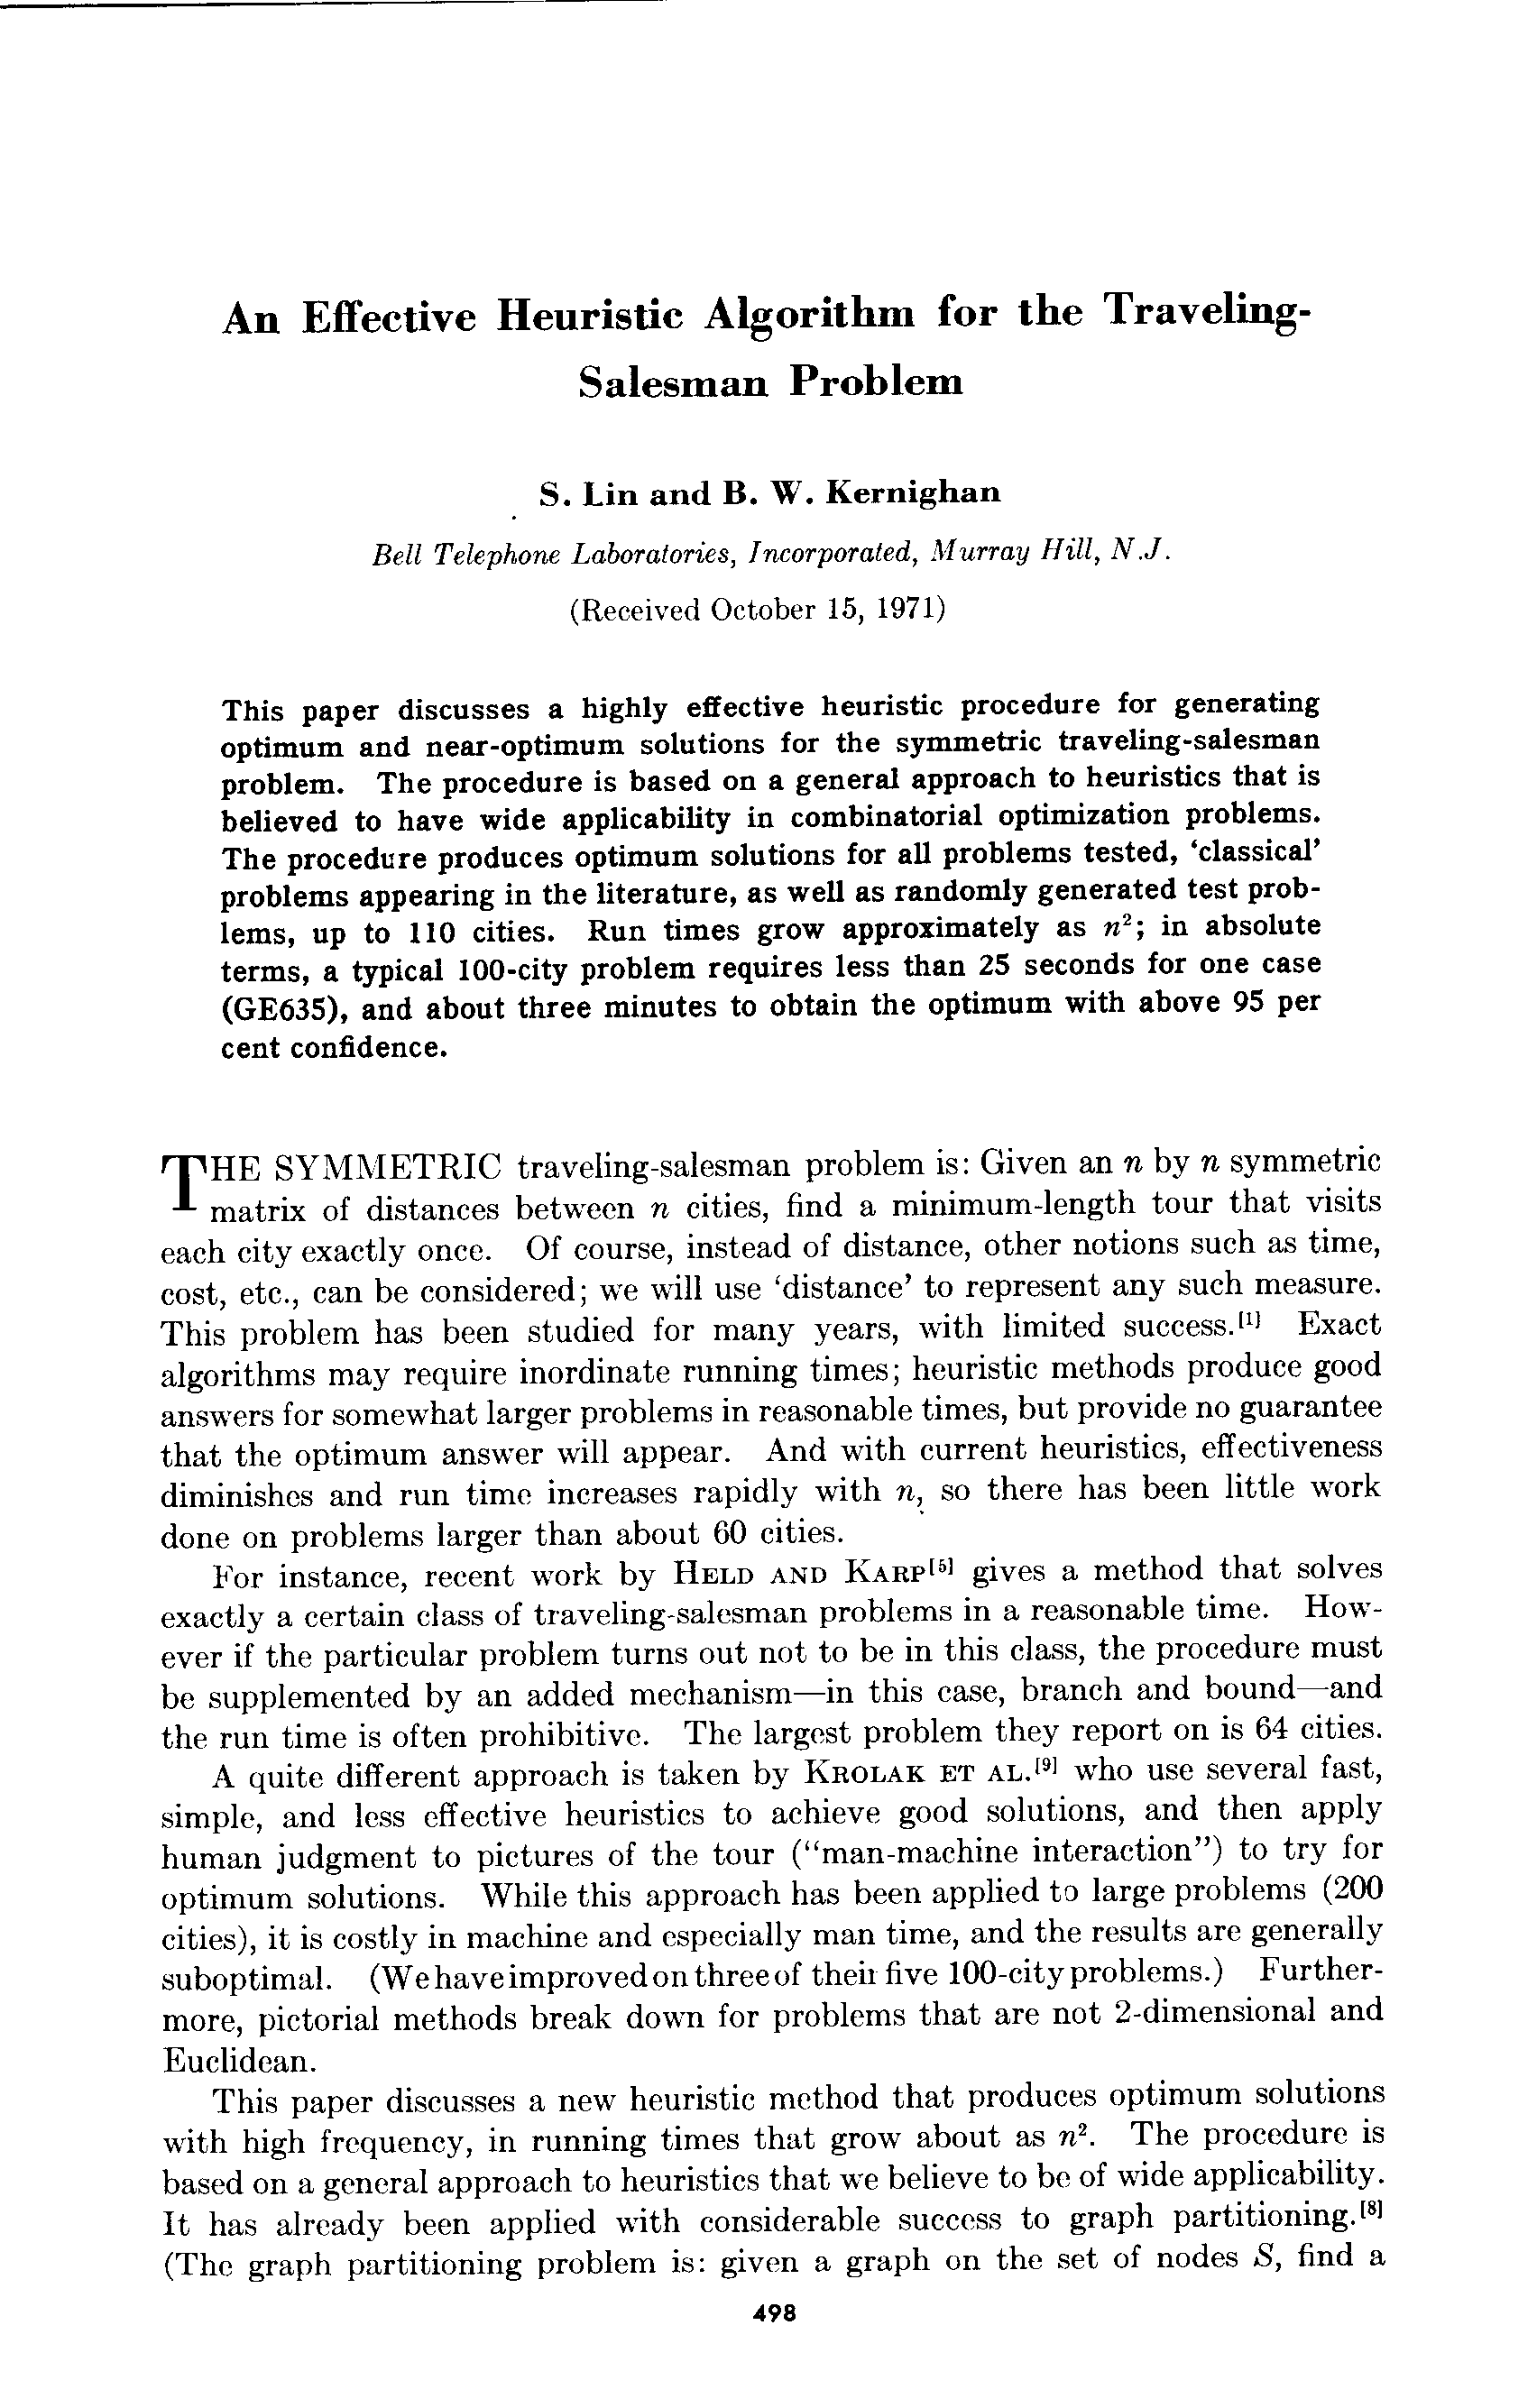 An Effective Heuristic Algorithm for the Traveling-
Salesman Problem
S. Lin and B. W. Kernighan
Bell Telephone Laboratories, Incorporated, Murray Hill, N.J.
(Received October 15, 1971)
This paper discusses a highly effective heuristic procedure for generating
optimum and near-optimum solutions for the symmetric traveling-salesman
problem. The procedure is based on a general approach to heuristics that is
believed to have wide applicability in combinatorial optimization problems.
The procedure produces optimum solutions for all problems tested, ‘classical’
problems appearing in the literature, as well as randomly generated test prob-
lems, up to 110 cities. Run times grow approximately as n²; in absolute
terms, a typical 100-city problem requires less than 25 seconds for one case
(GE635), and about three minutes to obtain the optimum with above 95 per
cent confidence.
THE SYMMETRIC traveling-salesman problem is: Given an n by n symmetric
matrix of distances between n cities, find a minimum-length tour that visits
each city exactly once. Of course, instead of distance, other notions such as time,
cost, etc., can be considered; we will use ‘distance’ to represent any such measure.
This problem has been studied for many years, with limited success.[1] Exact
algorithms may require inordinate running times; heuristic methods produce good
answers for somewhat larger problems in reasonable times, but provide no guarantee
that the optimum answer will appear. And with current heuristics, effectiveness
diminishes and run time increases rapidly with n, so there has been little work
done on problems larger than about 60 cities.
For instance, recent work by HELD AND KARP[5] gives a method that solves
exactly a certain class of traveling-salesman problems in a reasonable time. How-
ever if the particular problem turns out not to be in this class, the procedure must
be supplemented by an added mechanism—in this case, branch and bound—and
the run time is often prohibitive. The largest problem they report on is 64 cities.
A quite different approach is taken by KROLAK ET AL.[9] who use several fast,
simple, and less effective heuristics to achieve good solutions, and then apply
human judgment to pictures of the tour (“man-machine interaction”) to try for
optimum solutions. While this approach has been applied to large problems (200
cities), it is costly in machine and especially man time, and the results are generally
suboptimal. (We have improved on three of their five 100-city problems.) Further-
more, pictorial methods break down for problems that are not 2-dimensional and
Euclidean.
This paper discusses a new heuristic method that produces optimum solutions
with high frequency, in running times that grow about as n². The procedure is
based on a general approach to heuristics that we believe to be of wide applicability.
It has already been applied with considerable success to graph partitioning.[8]
(The graph partitioning problem is: given a graph on the set of nodes S, find a
498